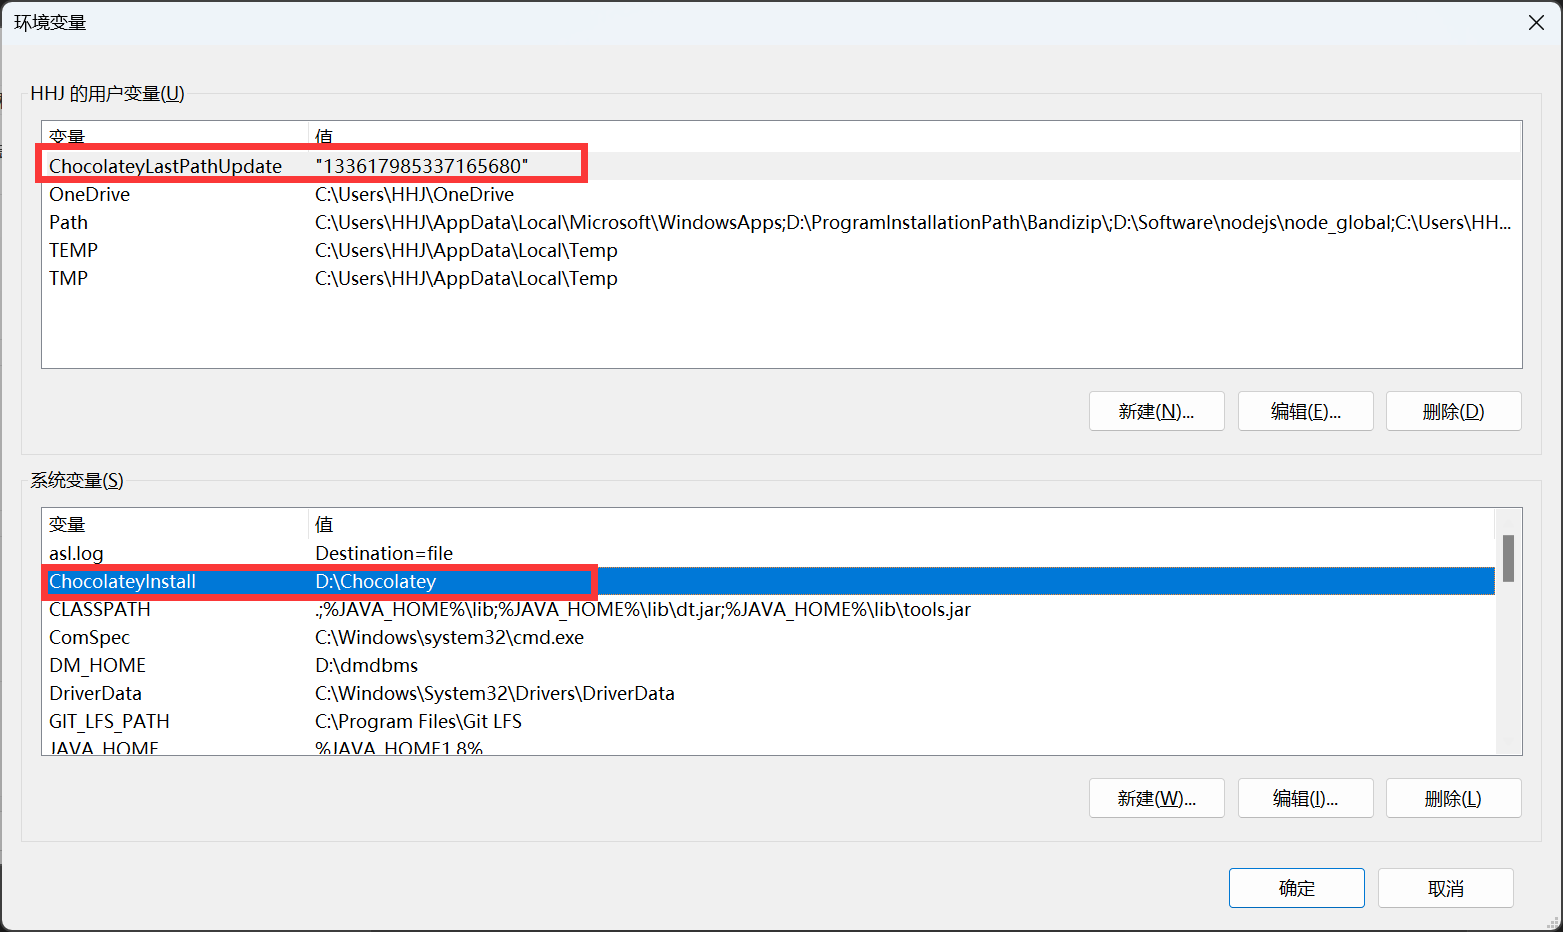 环境变量
HHJ 的用户变量(U)
变量 值
ChocolateyLastPathUpdate "133617985337165680"
OneDrive C:\Users\HHJ\OneDrive
Path C:\Users\HHJ\AppData\Local\Microsoft\WindowsApps;D:\ProgramInstallationPath\Bandizip\;D:\Software\nodejs\node_global;C:\Users\HH...
TEMP C:\Users\HHJ\AppData\Local\Temp
TMP C:\Users\HHJ\AppData\Local\Temp
新建(N)... 编辑(E)... 删除(D)
系统变量(S)
变量 值
asl.log Destination=file
ChocolateyInstall D:\Chocolatey
CLASSPATH .;%JAVA_HOME%\lib;%JAVA_HOME%\lib\dt.jar;%JAVA_HOME%\lib\tools.jar
ComSpec C:\Windows\system32\cmd.exe
DM_HOME D:\dmdbms
DriverData C:\Windows\System32\Drivers\DriverData
GIT_LFS_PATH C:\Program Files\Git LFS
JAVA_HOME %JAVA_HOME1.8%
新建(W)... 编辑(I)... 删除(L)
确定 取消